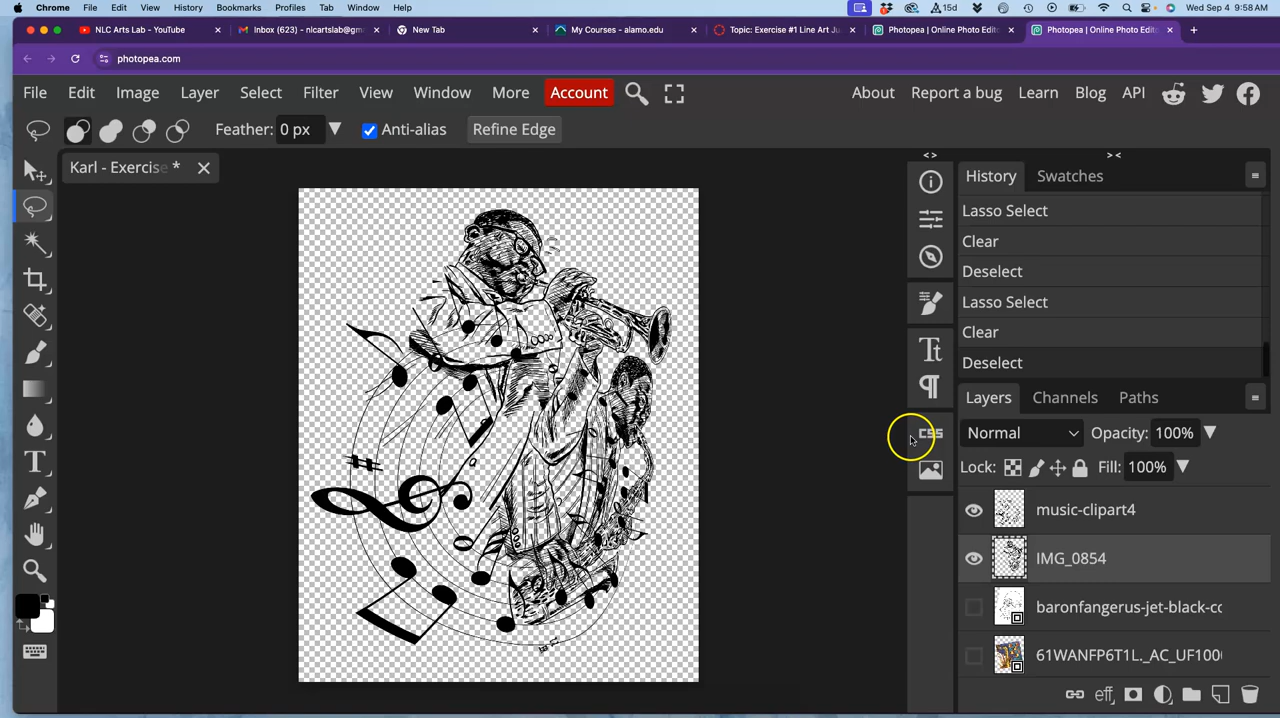 Chrome File Edit View History Bookmarks Profiles Tab Window Help 15d Wed Sep 4 9:58 AM
NLC Arts Lab - YouTube Inbox (623) - nlcartslab@gm New Tab My Courses - alamo.edu Topic: Exercise #1 Line Art Ju Photopea | Online Photo Edit Photopea | Online Photo Edit
photopea.com
File Edit Image Layer Select Filter View Window More Account About Report a bug Learn Blog API
Feather: 0 px Anti-alias Refine Edge
Karl - Exercise *
History Swatches
Lasso Select
Clear
Deselect
Lasso Select
Clear
Deselect
Layers Channels Paths
CSS Normal Opacity: 100%
Lock: Fill: 100%
music-clipart4
IMG_0854
baronfangerus-jet-black-cc
61WANFP6T1L._AC_UF100
eff